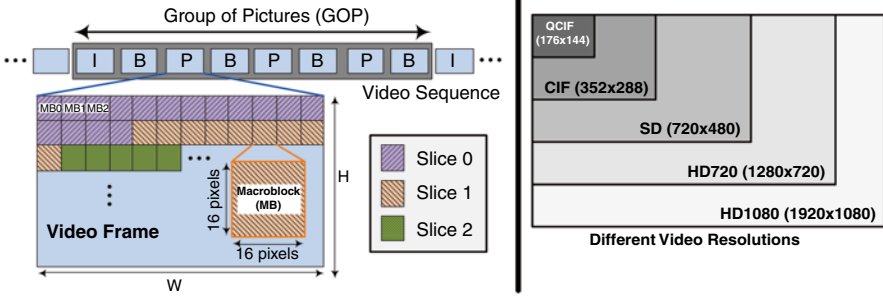 Group of Pictures (GOP)
••• I B P B P B P B I •••
Video Sequence
MB0 MB1 MB2
•••
Slice 0
Slice 1
Slice 2
Macroblock
(MB)
16 pixels
16 pixels
Video Frame
H
W
QCIF
(176x144)
CIF (352x288)
SD (720x480)
HD720 (1280x720)
HD1080 (1920x1080)
Different Video Resolutions